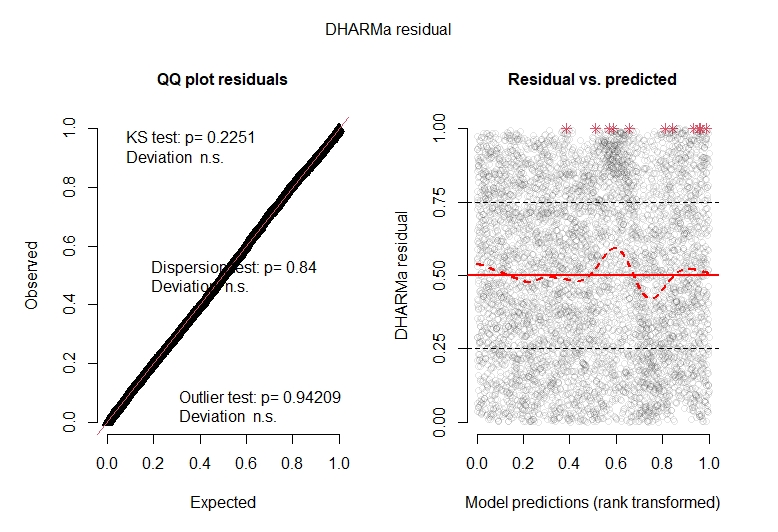 DHARMa residual
QQ plot residuals
KS test: p= 0.2251
Deviation n.s.
Dispersion test: p= 0.84
Deviation n.s.
Outlier test: p= 0.94209
Deviation n.s.
Observed
0.0 0.2 0.4 0.6 0.8 1.0
0.0 0.2 0.4 0.6 0.8 1.0
Expected
Residual vs. predicted
DHARMa residual
0.00 0.25 0.50 0.75 1.00
0.0 0.2 0.4 0.6 0.8 1.0
Model predictions (rank transformed)